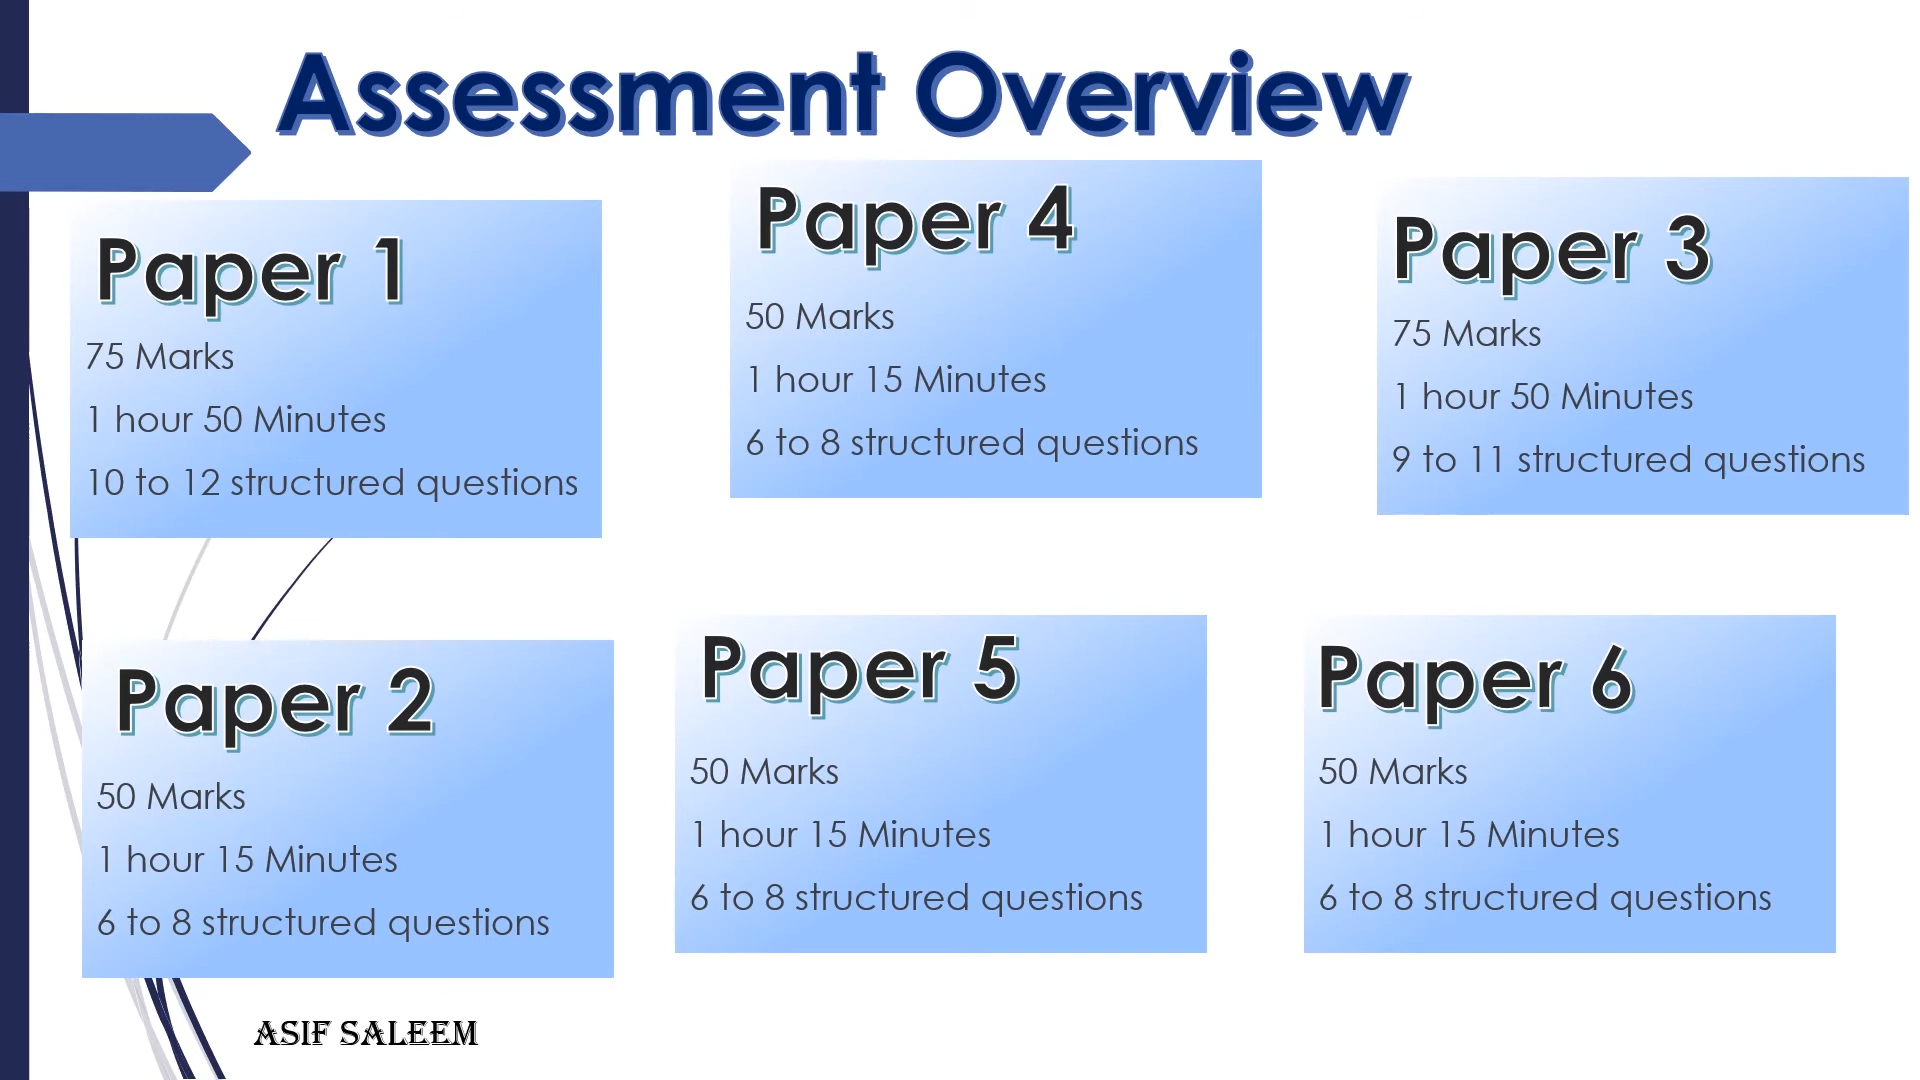 Assessment Overview
Paper 1
75 Marks
1 hour 50 Minutes
10 to 12 structured questions
Paper 4
50 Marks
1 hour 15 Minutes
6 to 8 structured questions
Paper 3
75 Marks
1 hour 50 Minutes
9 to 11 structured questions
Paper 2
50 Marks
1 hour 15 Minutes
6 to 8 structured questions
Paper 5
50 Marks
1 hour 15 Minutes
6 to 8 structured questions
Paper 6
50 Marks
1 hour 15 Minutes
6 to 8 structured questions
ASIF SALEEM